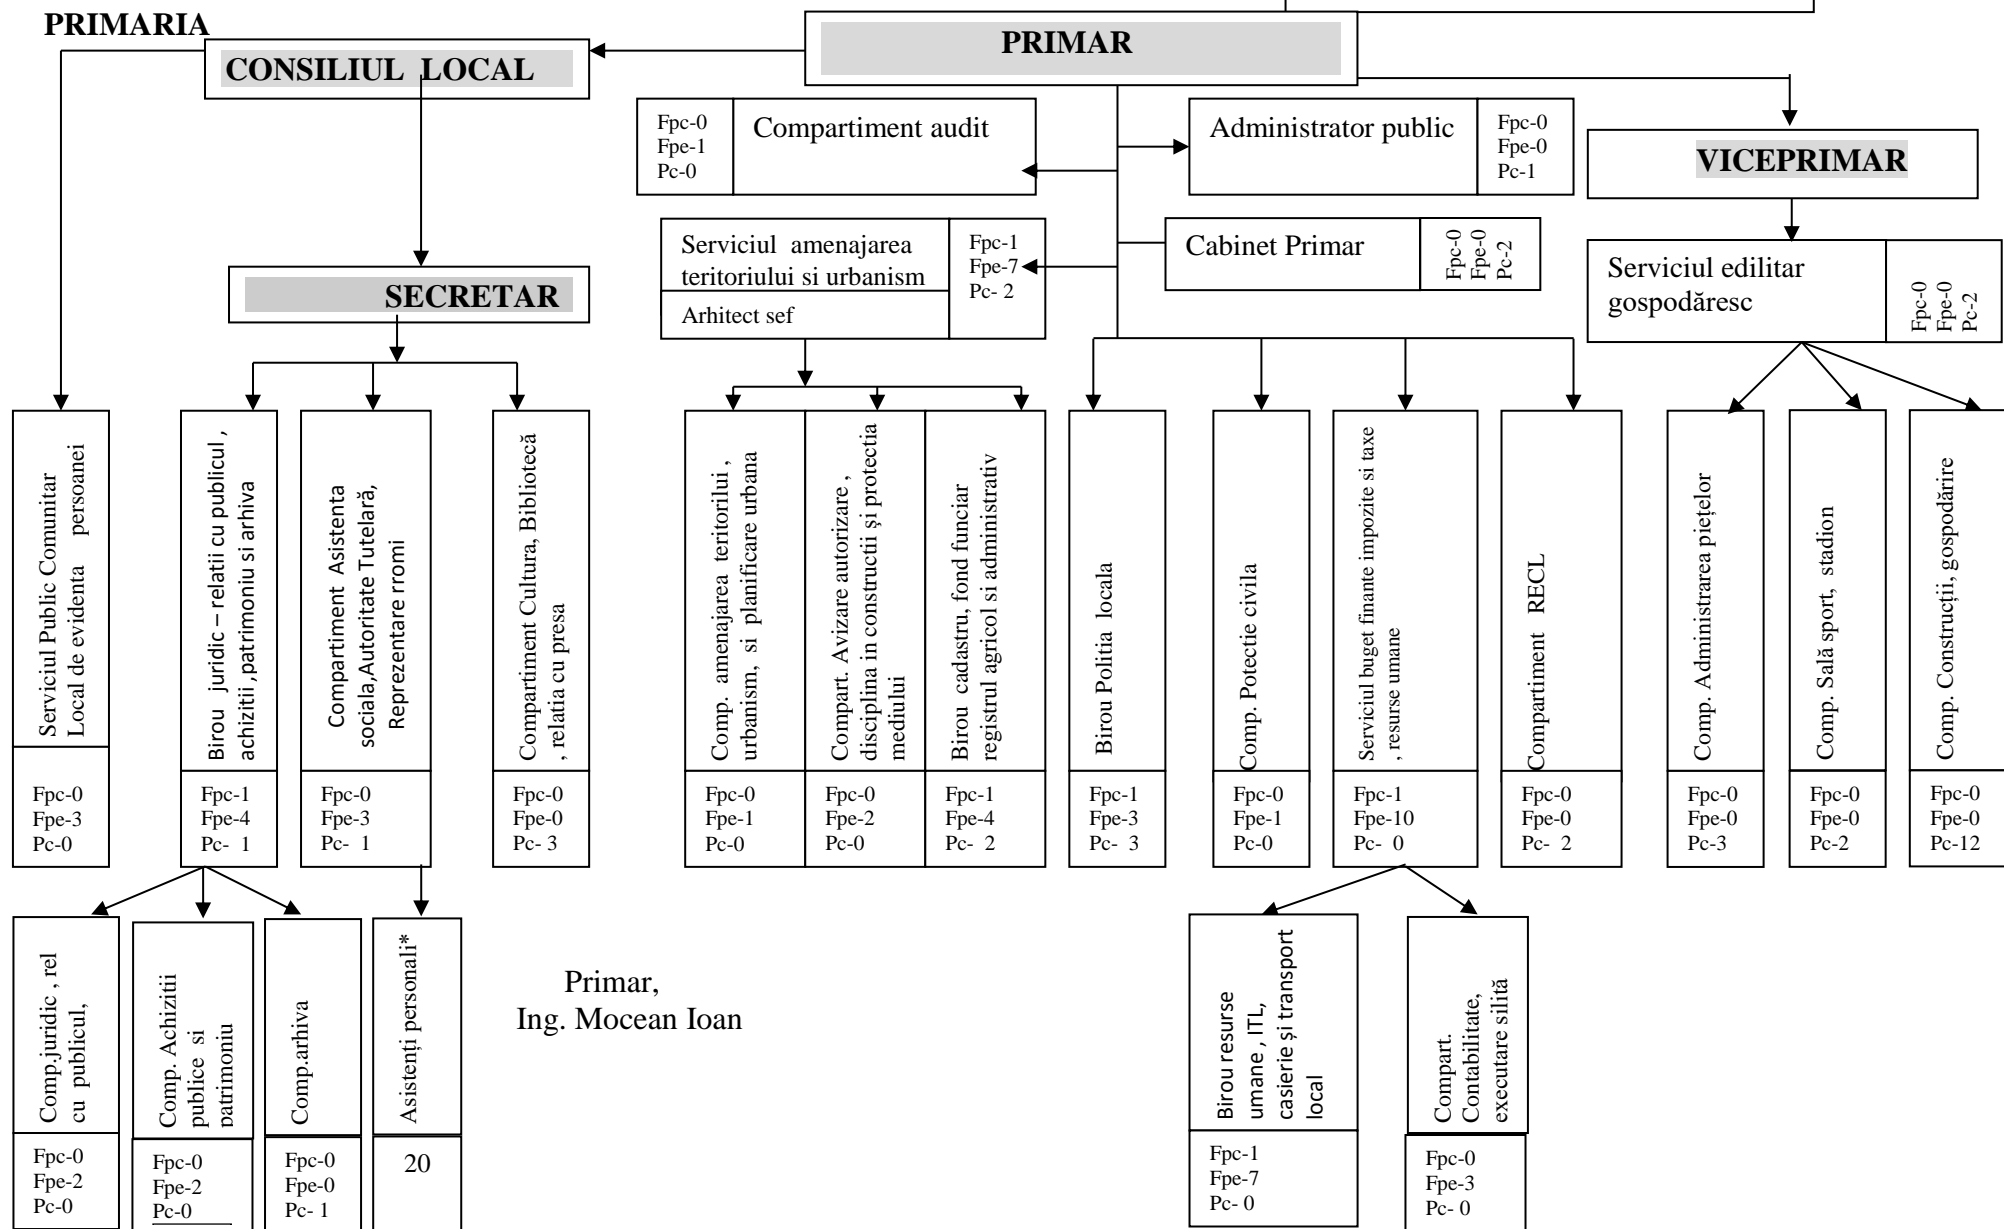 PRIMARIA
PRIMAR
CONSILIUL LOCAL
Fpc-0
Fpe-1
Pc-0
Compartiment audit
Administrator public
Fpc-0
Fpe-0
Pc-1
VICEPRIMAR
Serviciul amenajarea
teritoriului si urbanism
Arhitect sef
Fpc-1
Fpe-7
Pc- 2
Cabinet Primar
Fpc-0
Fpe-0
Pc-2
Serviciul edilitar
gospodăresc
Fpc-0
Fpe-0
Pc-2
SECRETAR
Serviciul Public Comunitar
Local de evidenta persoanei
Fpc-0
Fpe-3
Pc-0
Birou juridic – relatii cu publicul ,
achizitii ,patrimoniu si arhiva
Fpc-1
Fpe-4
Pc- 1
Compartiment Asistenta
sociala,Autoritate Tutelară,
Reprezentare rromi
Fpc-0
Fpe-3
Pc- 1
Compartiment Cultura, Bibliotecă
, relatia cu presa
Fpc-0
Fpe-0
Pc- 3
Comp. amenajarea teritorilui ,
urbanism, si planificare urbana
Fpc-0
Fpe-1
Pc-0
Compart. Avizare autorizare ,
disciplina in constructii şi protectia
mediului
Fpc-0
Fpe-2
Pc-0
Birou cadastru, fond funciar
registrul agricol si administrativ
Fpc-1
Fpe-4
Pc- 2
Birou Politia locala
Fpc-1
Fpe-3
Pc- 3
Comp. Potectie civila
Fpc-0
Fpe-1
Pc-0
Serviciul buget finante impozite si taxe
, resurse umane
Fpc-1
Fpe-10
Pc- 0
Compartiment RECL
Fpc-0
Fpe-0
Pc- 2
Comp. Administrarea piețelor
Fpc-0
Fpe-0
Pc-3
Comp. Sală sport, stadion
Fpc-0
Fpe-0
Pc-2
Comp. Construcții, gospodărire
Fpc-0
Fpe-0
Pc-12
Comp.juridic , rel
cu publicul,
Fpc-0
Fpe-2
Pc-0
Comp. Achizitii
publice si
patrimoniu
Fpc-0
Fpe-2
Pc-0
Comp.arhiva
Fpc-0
Fpe-0
Pc- 1
Asistenți personali*
20
Primar,
Ing. Mocean Ioan
Birou resurse
umane , ITL,
casierie și transport
local
Fpc-1
Fpe-7
Pc- 0
Compart.
Contabilitate,
executare silită
Fpc-0
Fpe-3
Pc- 0